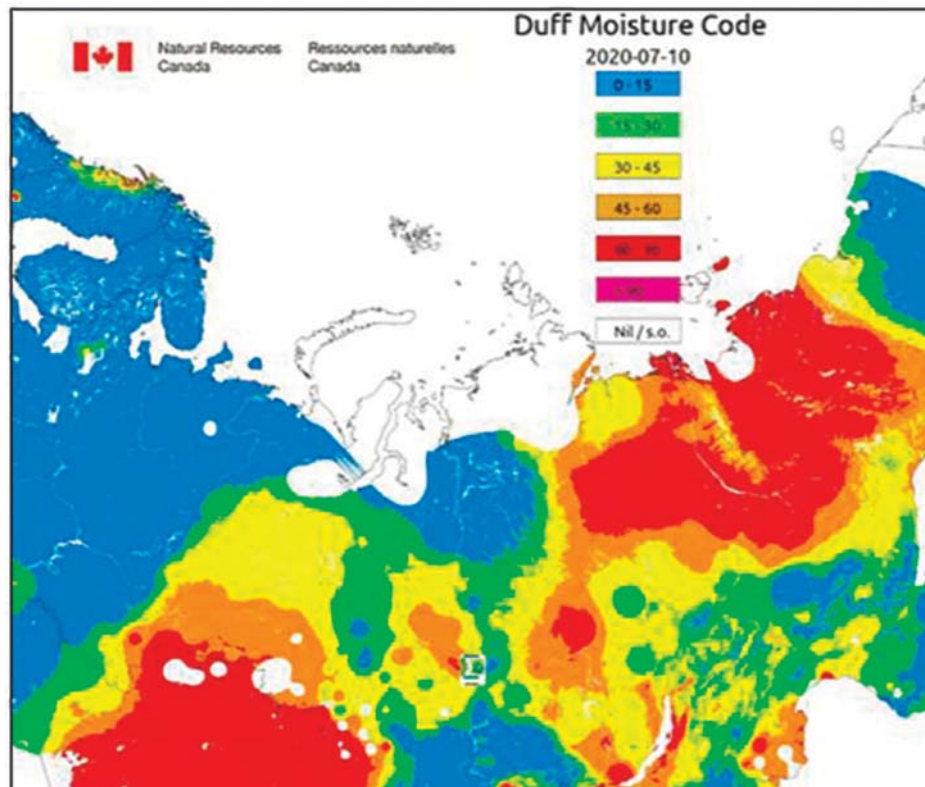 Duff Moisture Code
2020-07-10
Natural Resources
Canada
Ressources naturelles
Canada
0 - 15
15 - 30
30 - 45
45 - 60
Nil / s.o.